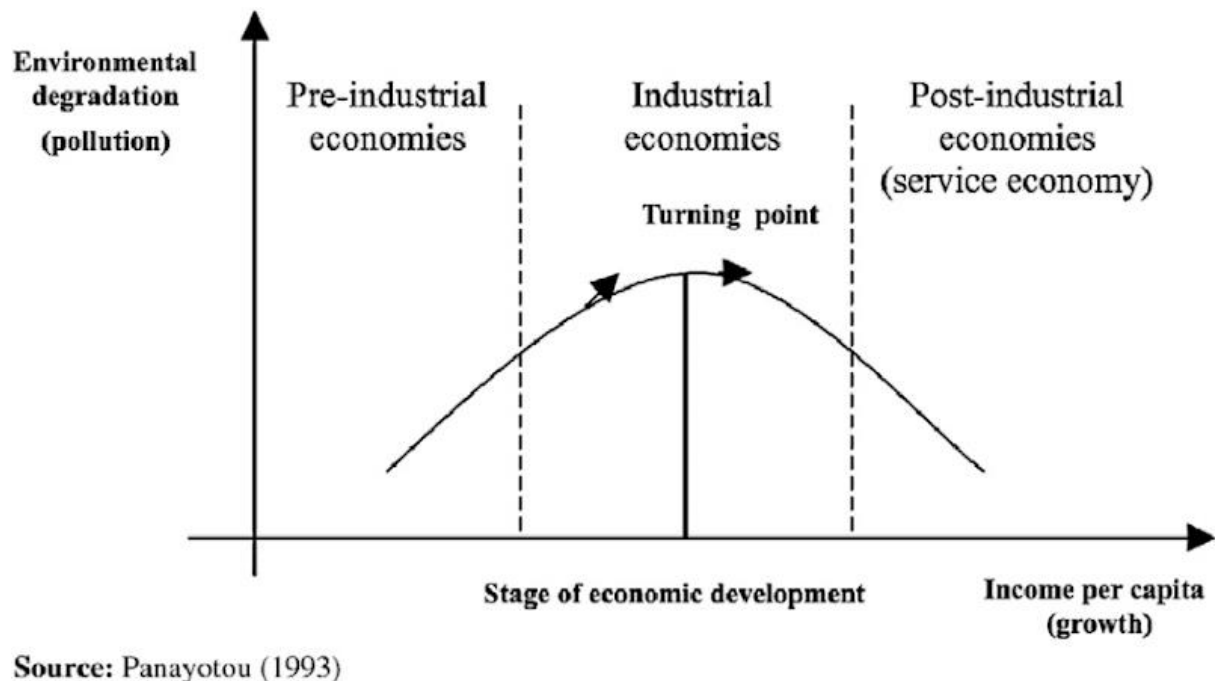 Environmental
degradation
(pollution)
Pre-industrial
economies
Industrial
economies
Post-industrial
economies
(service economy)
Turning point
Stage of economic development
Income per capita
(growth)
Source: Panayotou (1993)